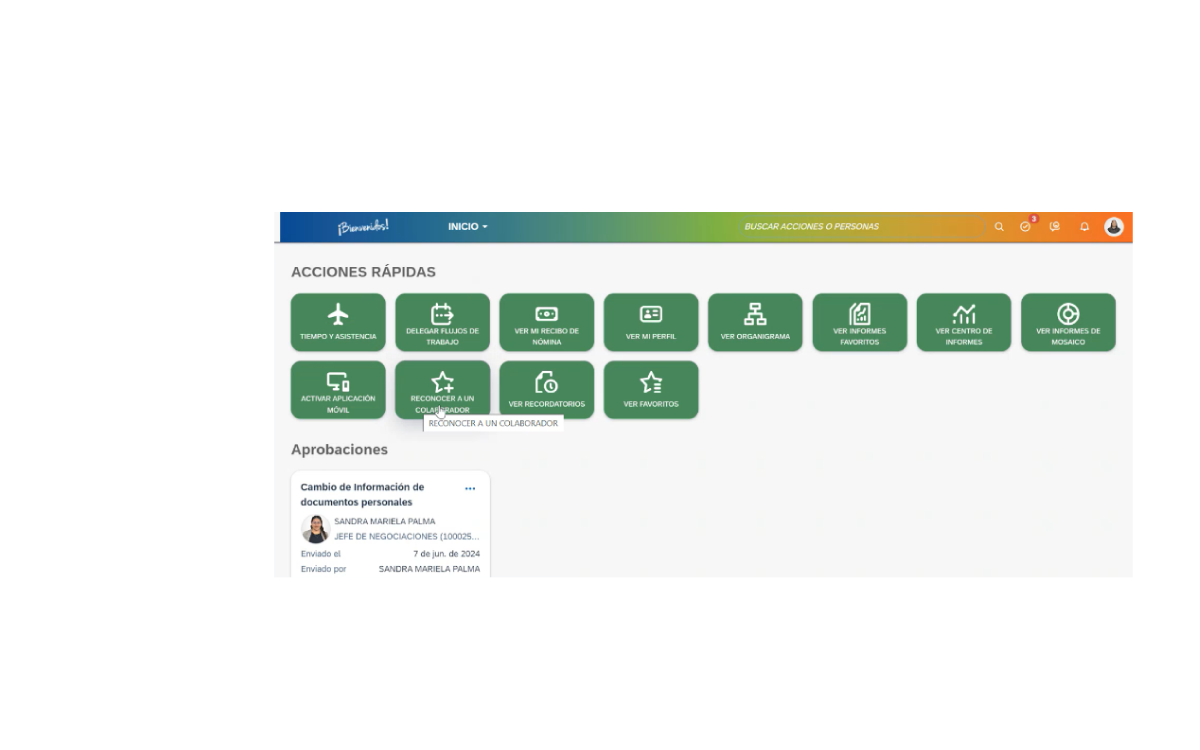 ¡Bienvenidos!
INICIO
BUSCAR ACCIONES O PERSONAS
3
ACCIONES RÁPIDAS
TIEMPO Y ASISTENCIA
DELEGAR FLUJOS DE
TRABAJO
VER MI RECIBO DE
NÓMINA
VER MI PERFIL
VER ORGANIGRAMA
VER INFORMES
FAVORITOS
VER CENTRO DE
INFORMES
VER INFORMES DE
MOSAICO
ACTIVAR APLICACIÓN
MÓVIL
RECONOCER A UN
COLABORADOR
VER RECORDATORIOS
VER FAVORITOS
RECONOCER A UN COLABORADOR
Aprobaciones
Cambio de Información de
documentos personales
SANDRA MARIELA PALMA
JEFE DE NEGOCIACIONES (100025...
Enviado el 7 de jun. de 2024
Enviado por SANDRA MARIELA PALMA